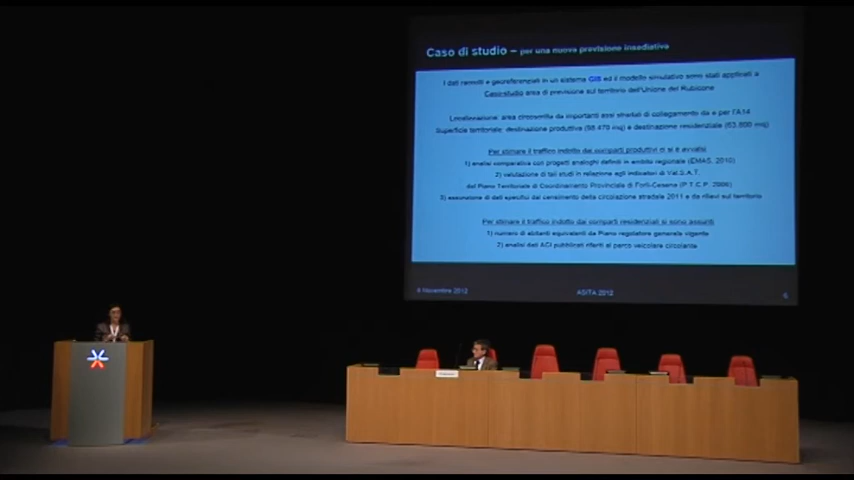 Caso di studio – per una nuova previsione insediativa
I dati raccolti e georeferenziati in un sistema GIS ed il modello simulativo sono stati applicati a
Caso-studio area di previsione sul territorio dell'Unione del Rubicone
Localizzazione: area circoscritta da importanti assi stradali di collegamento da e per l'A14
Superficie territoriale: destinazione produttiva (98.470 mq) e destinazione residenziale (63.800 mq)
Per stimare il traffico indotto dai comparti produttivi ci si è avvalsi
1) analisi comparativa con progetti analoghi definiti in ambito regionale (EMAS, 2010)
2) valutazione di tali studi in relazione agli indicatori di Val.S.A.T.
del Piano Territoriale di Coordinamento Provinciale di Forlì-Cesena (P.T.C.P. 2006)
3) assunzione di dati specifici dal censimento della circolazione stradale 2011 e da rilievi sul territorio
Per stimare il traffico indotto dai comparti residenziali si sono assunti
1) numero di abitanti equivalenti da Piano regolatore generale vigente
2) analisi dati ACI pubblicati riferiti al parco veicolare circolante
ASITA 2012
Novembre 2012